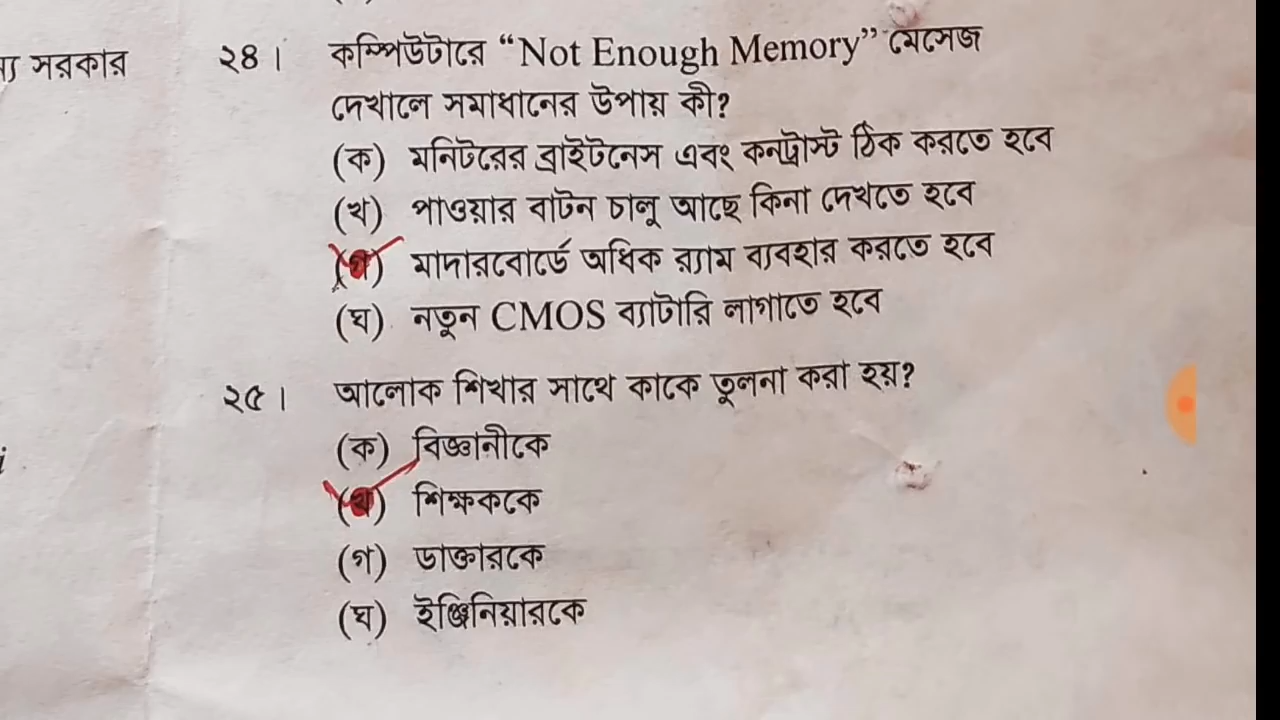 সরকার
২৪। কম্পিউটারে “Not Enough Memory” মেসেজ
দেখালে সমাধানের উপায় কী?
(ক) মনিটরের ব্রাইটনেস এবং কনট্রাস্ট ঠিক করতে হবে
(খ) পাওয়ার বাটন চালু আছে কিনা দেখতে হবে
(গ) মাদারবোর্ডে অধিক র‍্যাম ব্যবহার করতে হবে
(ঘ) নতুন CMOS ব্যাটারি লাগাতে হবে
২৫। আলোক শিখার সাথে কাকে তুলনা করা হয়?
(ক) বিজ্ঞানীকে
(খ) শিক্ষককে
(গ) ডাক্তারকে
(ঘ) ইঞ্জিনিয়ারকে